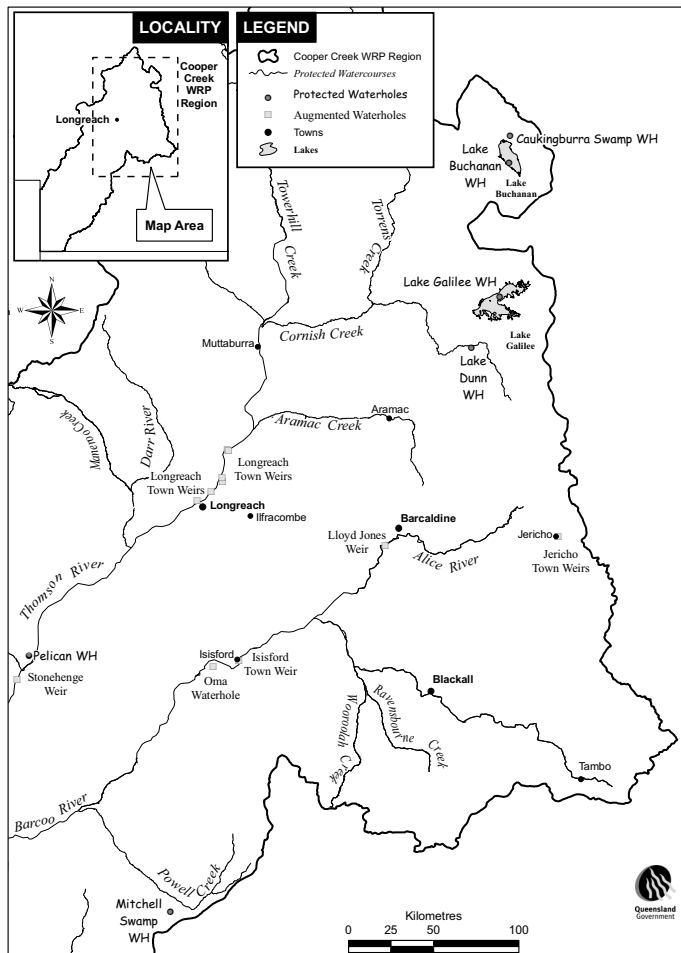 LOCALITY
Cooper
Creek WRP
Region
Longreach
Map Area
LEGEND
Cooper Creek WRP Region
Protected Watercourses
Protected Waterholes
Augmented Waterholes
Towns
Lakes
Caukingburra Swamp WH
Lake
Buchanan
WH
Lake
Buchanan
Towerhill
Creek
Torrens
Creek
N
W
E
S
Lake Galilee WH
Lake
Galilee
Muttaburra
Cornish Creek
Lake
Dunn
WH
Aramac
Aramac Creek
Maneroo Creek
Darr River
Longreach
Town Weirs
Longreach
Town Weirs
Longreach
Ilfracombe
Barcaldine
Lloyd Jones
Weir
Alice River
Jericho
Jericho
Town Weirs
Thomson River
Pelican WH
Stonehenge
Weir
Isisford
Isisford
Town Weir
Oma
Waterhole
Blackall
Wooroolah Creek
Ravensbourne
Creek
Tambo
Barcoo River
Powell Creek
Mitchell
Swamp
WH
Queensland
Government
Kilometres
0 25 50 100